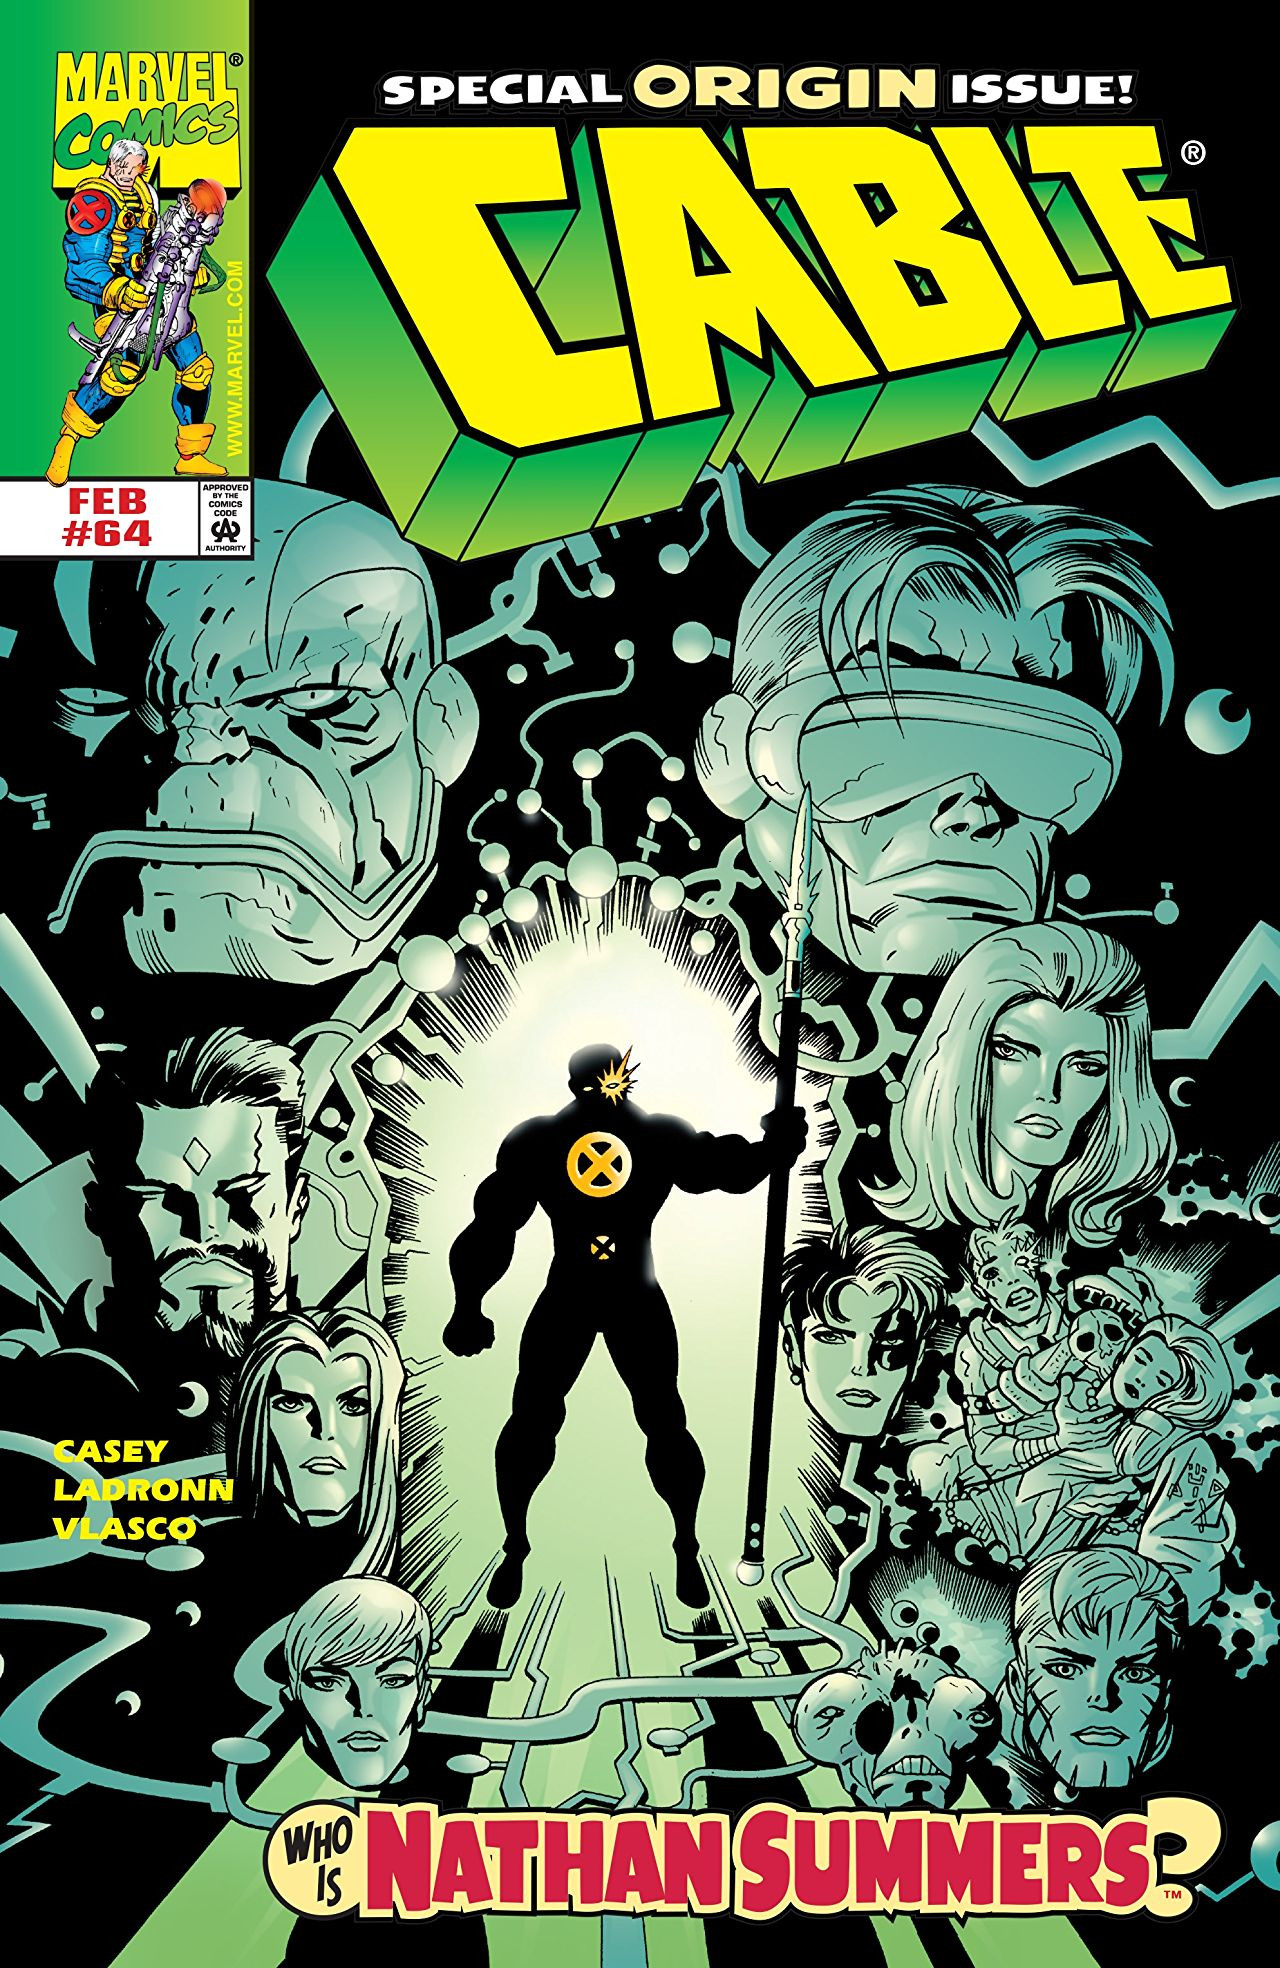 MARVEL®
COMICS
WWW.MARVEL.COM
FEB
#64
APPROVED
BY THE
COMICS
CODE
CA
AUTHORITY
SPECIAL ORIGIN ISSUE!
CABLE®
CASEY
LADRONN
VLASCO
WHO
IS
NATHAN SUMMERS?™